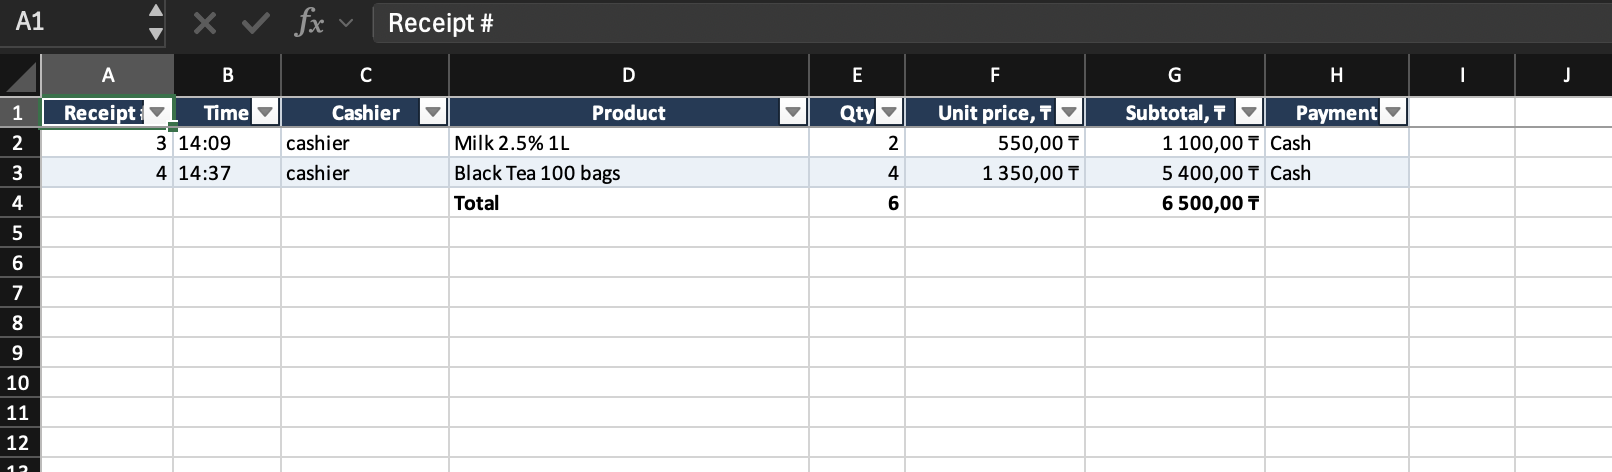 A1 fx Receipt #
A B C D E F G H I J
1 Receipt Time Cashier Product Qty Unit price, ₸ Subtotal, ₸ Payment
2 3 14:09 cashier Milk 2.5% 1L 2 550,00 ₸ 1 100,00 ₸ Cash
3 4 14:37 cashier Black Tea 100 bags 4 1 350,00 ₸ 5 400,00 ₸ Cash
4 Total 6 6 500,00 ₸
5
6
7
8
9
10
11
12
13